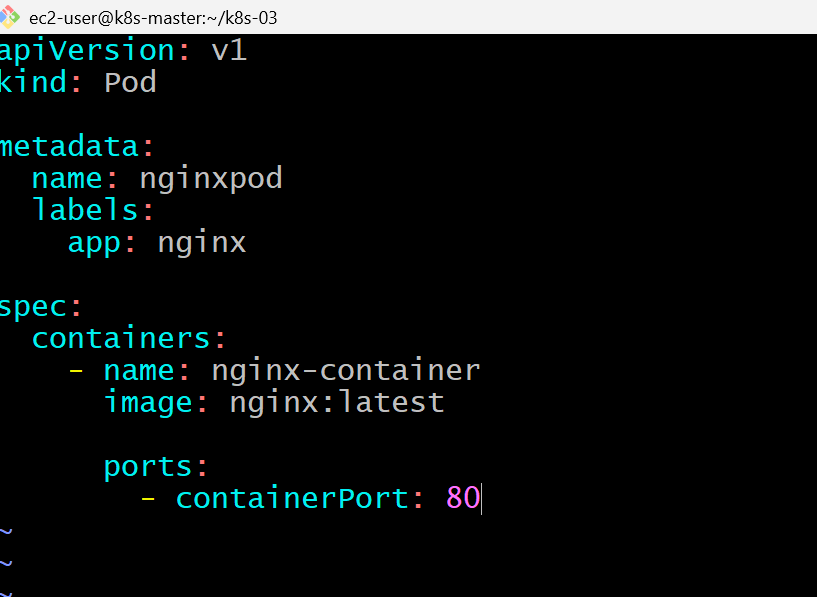 ec2-user@k8s-master:~/k8s-03
apiVersion: v1
kind: Pod
metadata:
  name: nginxpod
  labels:
    app: nginx
spec:
  containers:
    - name: nginx-container
      image: nginx:latest
      ports:
        - containerPort: 80
~
~
~